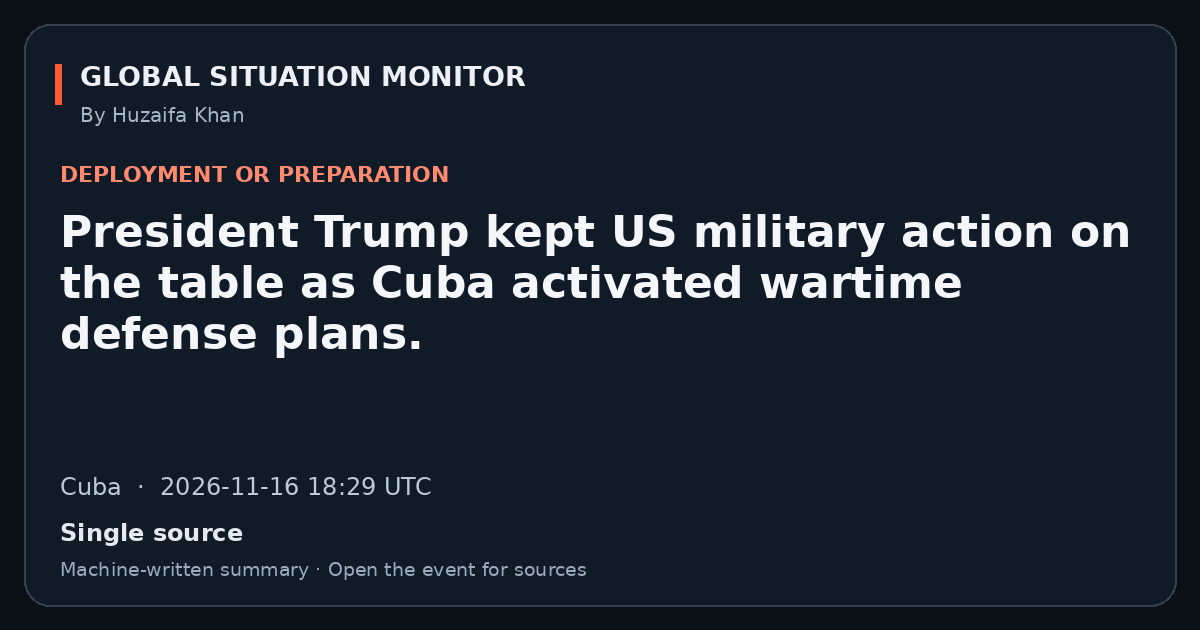 GLOBAL SITUATION MONITOR
By Huzaifa Khan
DEPLOYMENT OR PREPARATION
President Trump kept US military action on
the table as Cuba activated wartime
defense plans.
Cuba · 2026-11-16 18:29 UTC
Single source
Machine-written summary · Open the event for sources